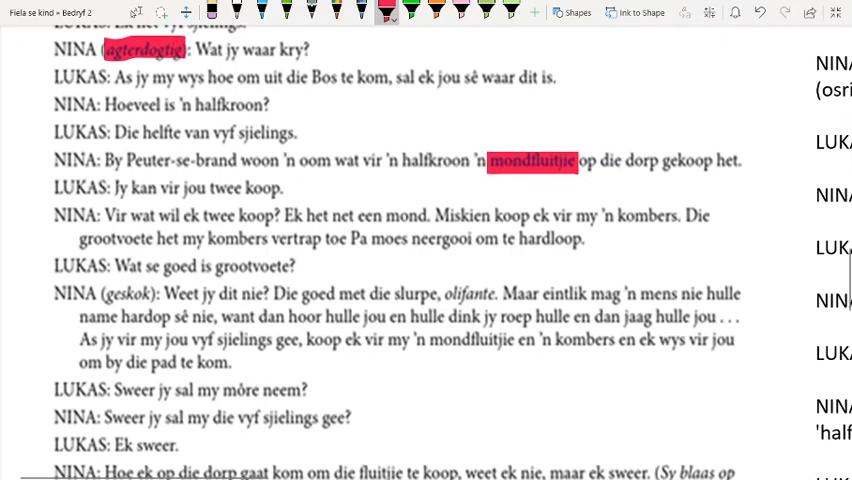 Fiela se kind » Bedryf 2
Shapes
Ink to Shape
NINA (agterdogtig): Wat jy waar kry?
LUKAS: As jy my wys hoe om uit die Bos te kom, sal ek jou sê waar dit is.
NINA: Hoeveel is 'n halfkroon?
LUKAS: Die helfte van vyf sjielings.
NINA: By Peuter-se-brand woon 'n oom wat vir 'n halfkroon 'n mondfluitjie op die dorp gekoop het.
LUKAS: Jy kan vir jou twee koop.
NINA: Vir wat wil ek twee koop? Ek het net een mond. Miskien koop ek vir my 'n kombers. Die
grootvoete het my kombers vertrap toe Pa moes neergooi om te hardloop.
LUKAS: Wat se goed is grootvoete?
NINA (geskok): Weet jy dit nie? Die goed met die slurpe, olifante. Maar eintlik mag 'n mens nie hulle
name hardop sê nie, want dan hoor hulle jou en hulle dink jy roep hulle en dan jaag hulle jou . . .
As jy vir my jou vyf sjielings gee, koop ek vir my 'n mondfluitjie en 'n kombers en ek wys vir jou
om by die pad te kom.
LUKAS: Sweer jy sal my môre neem?
NINA: Sweer jy sal my die vyf sjielings gee?
LUKAS: Ek sweer.
NINA: Hoe ek op die dorp gaat kom om die fluitjie te koop, weet ek nie, maar ek sweer. (Sy blaas op
NINA
(osri
LUK
NINA
LUKA
NINA
LUKA
NINA
'half